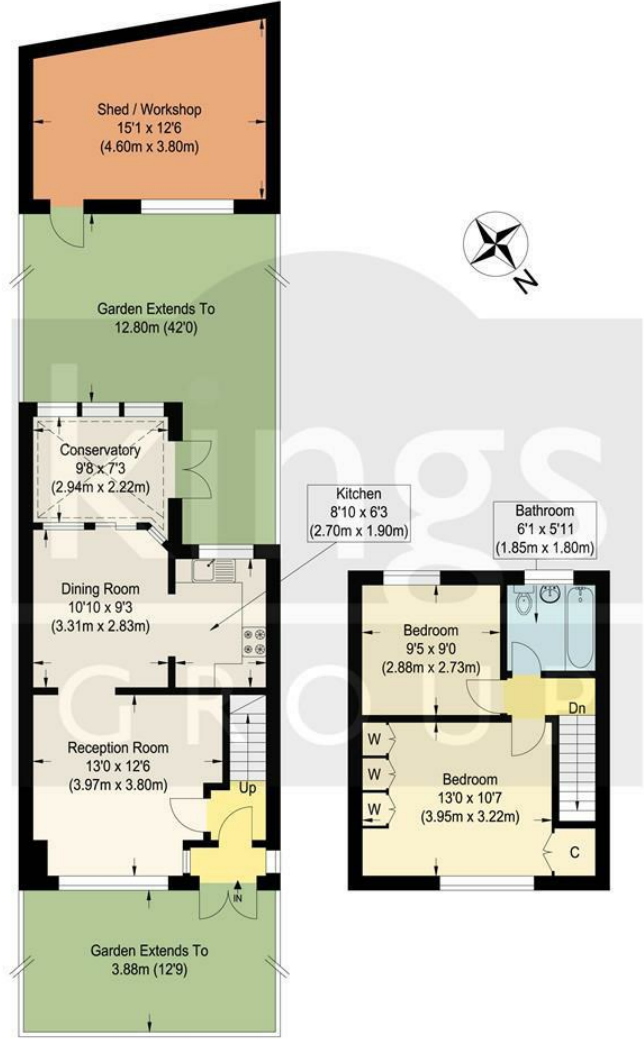 Shed / Workshop
15'1 x 12'6
(4.60m x 3.80m)
N
Garden Extends To
12.80m (42'0)
Conservatory
9'8 x 7'3
(2.94m x 2.22m)
Kitchen
8'10 x 6'3
(2.70m x 1.90m)
Bathroom
6'1 x 5'11
(1.85m x 1.80m)
Dining Room
10'10 x 9'3
(3.31m x 2.83m)
Bedroom
9'5 x 9'0
(2.88m x 2.73m)
Dn
Reception Room
13'0 x 12'6
(3.97m x 3.80m)
Up
W
W
W
Bedroom
13'0 x 10'7
(3.95m x 3.22m)
C
IN
Garden Extends To
3.88m (12'9)
kings
GROUP